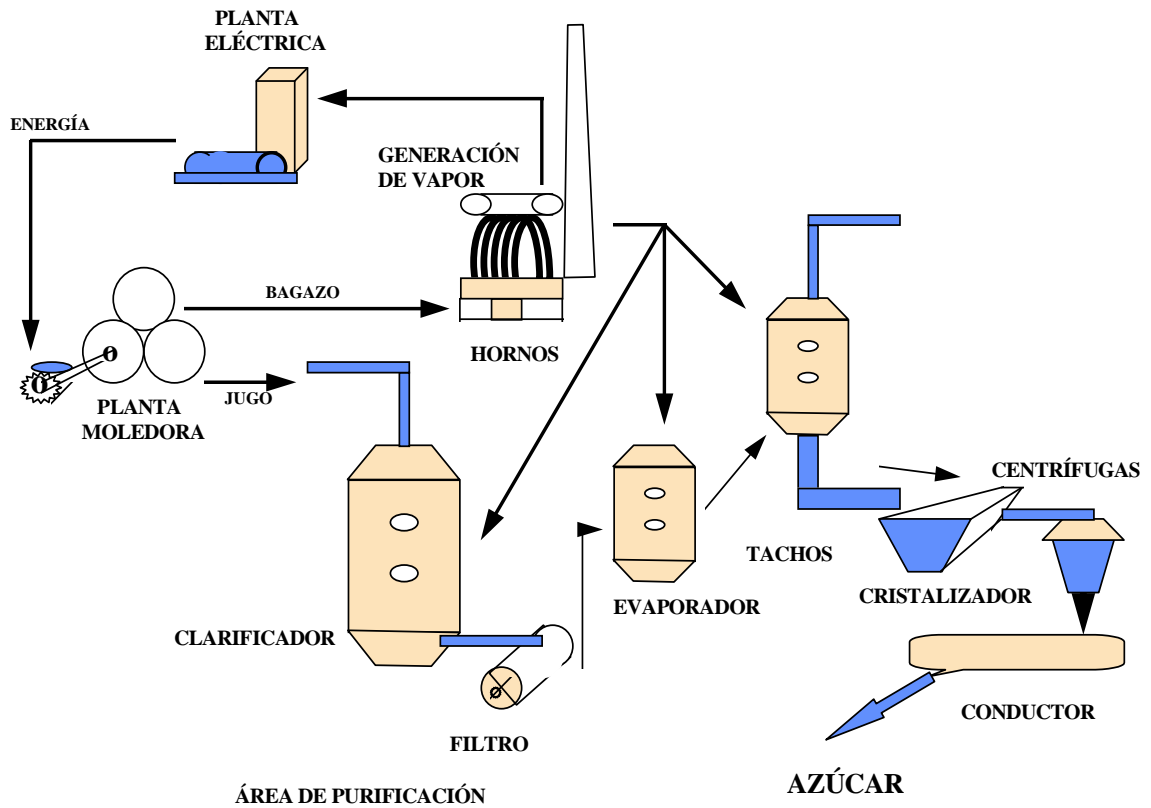 PLANTA
ELÉCTRICA
ENERGÍA
GENERACIÓN
DE VAPOR
BAGAZO
HORNOS
JUGO
PLANTA
MOLEDORA
CENTRÍFUGAS
TACHOS
CRISTALIZADOR
EVAPORADOR
CLARIFICADOR
CONDUCTOR
FILTRO
AZÚCAR
ÁREA DE PURIFICACIÓN